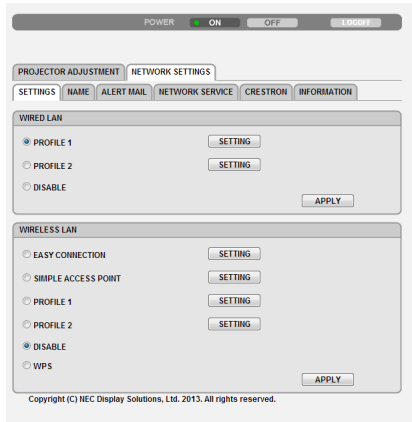 POWER ON OFF LOGOFF
PROJECTOR ADJUSTMENT NETWORK SETTINGS
SETTINGS NAME ALERT MAIL NETWORK SERVICE CRESTRON INFORMATION
WIRED LAN
PROFILE 1 SETTING
PROFILE 2 SETTING
DISABLE
APPLY
WIRELESS LAN
EASY CONNECTION SETTING
SIMPLE ACCESS POINT SETTING
PROFILE 1 SETTING
PROFILE 2 SETTING
DISABLE
WPS
APPLY
Copyright (C) NEC Display Solutions, Ltd. 2013. All rights reserved.